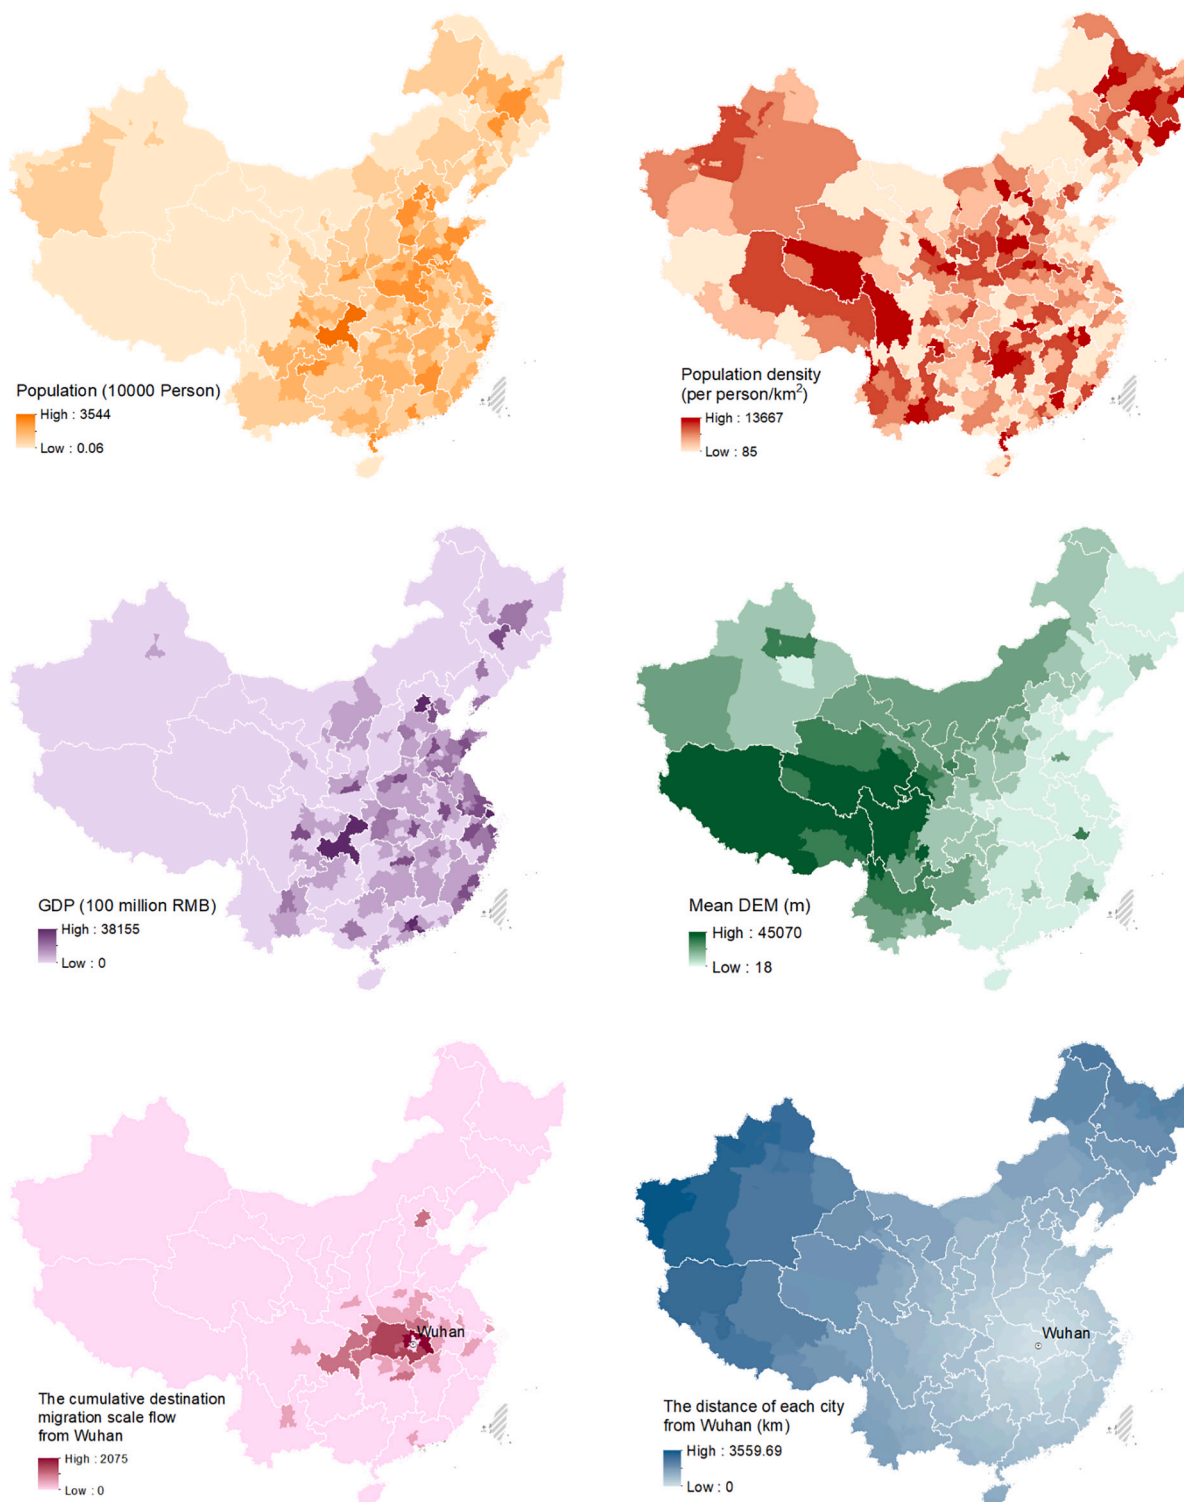 Population (10000 Person)
High : 3544
Low : 0.06
Population density
(per person/km²)
High : 13667
Low : 85
GDP (100 million RMB)
High : 38155
Low : 0
Mean DEM (m)
High : 45070
Low : 18
Wuhan
The cumulative destination
migration scale flow
from Wuhan
High : 2075
Low : 0
Wuhan
The distance of each city
from Wuhan (km)
High : 3559.69
Low : 0